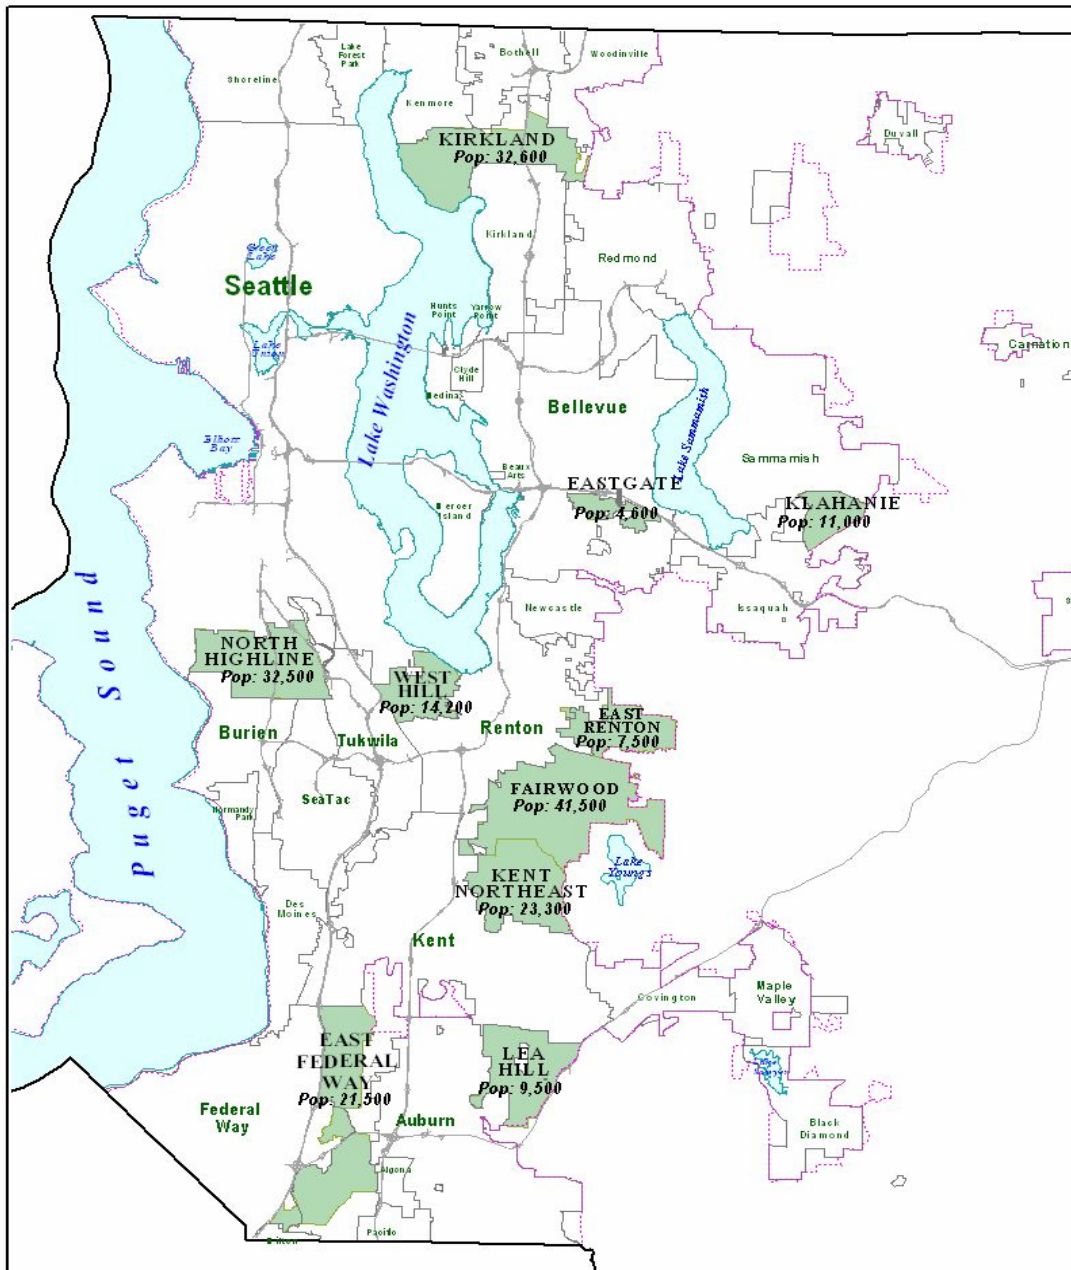 Lake
Forest
Park
Bothell
Woodinville
Shoreline
Kenmore
Duvall
KIRKLAND
Pop: 32,600
Kirkland
Redmond
Green
Lake
Seattle
Hunts
Point
Yarrow
Point
Lake
Union
Carnation
Clyde
Hill
Medina
Lake Washington
Bellevue
Lake Sammamish
Elliott
Bay
Sammamish
Beaux
Arts
EASTGATE
Pop: 4,600
KLAHANIE
Pop: 11,000
Mercer
Island
Newcastle
Issaquah
S
Puget Sound
NORTH
HIGHLINE
Pop: 32,500
WEST
HILL
Pop: 14,200
EAST
RENTON
Pop: 7,500
Burien
Tukwila
Renton
SeaTac
Normandy
Park
FAIRWOOD
Pop: 41,500
Lake
Youngs
KENT
NORTHEAST
Pop: 23,300
Des
Moines
Kent
Covington
Maple
Valley
EAST
FEDERAL
WAY
Pop: 21,500
LEA
HILL
Pop: 9,500
Federal
Way
Auburn
Black
Diamond
Algona
Pacific
Milton